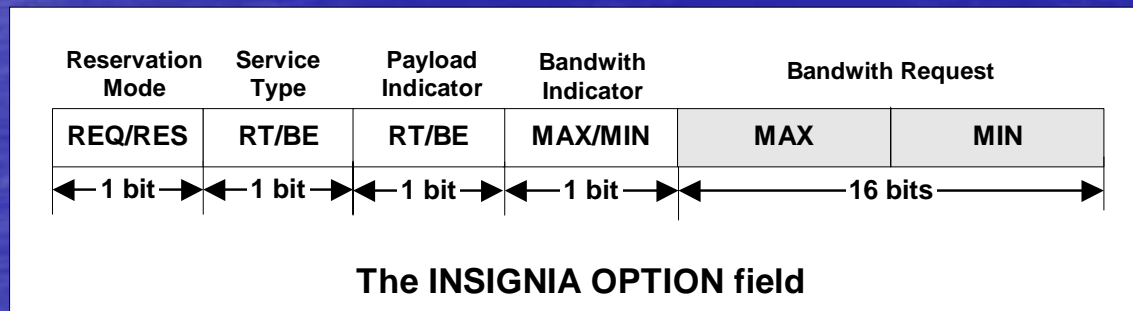 Reservation Mode
Service Type
Payload Indicator
Bandwith Indicator
Bandwith Request
REQ/RES
RT/BE
RT/BE
MAX/MIN
MAX
MIN
1 bit
1 bit
1 bit
1 bit
16 bits
The INSIGNIA OPTION field